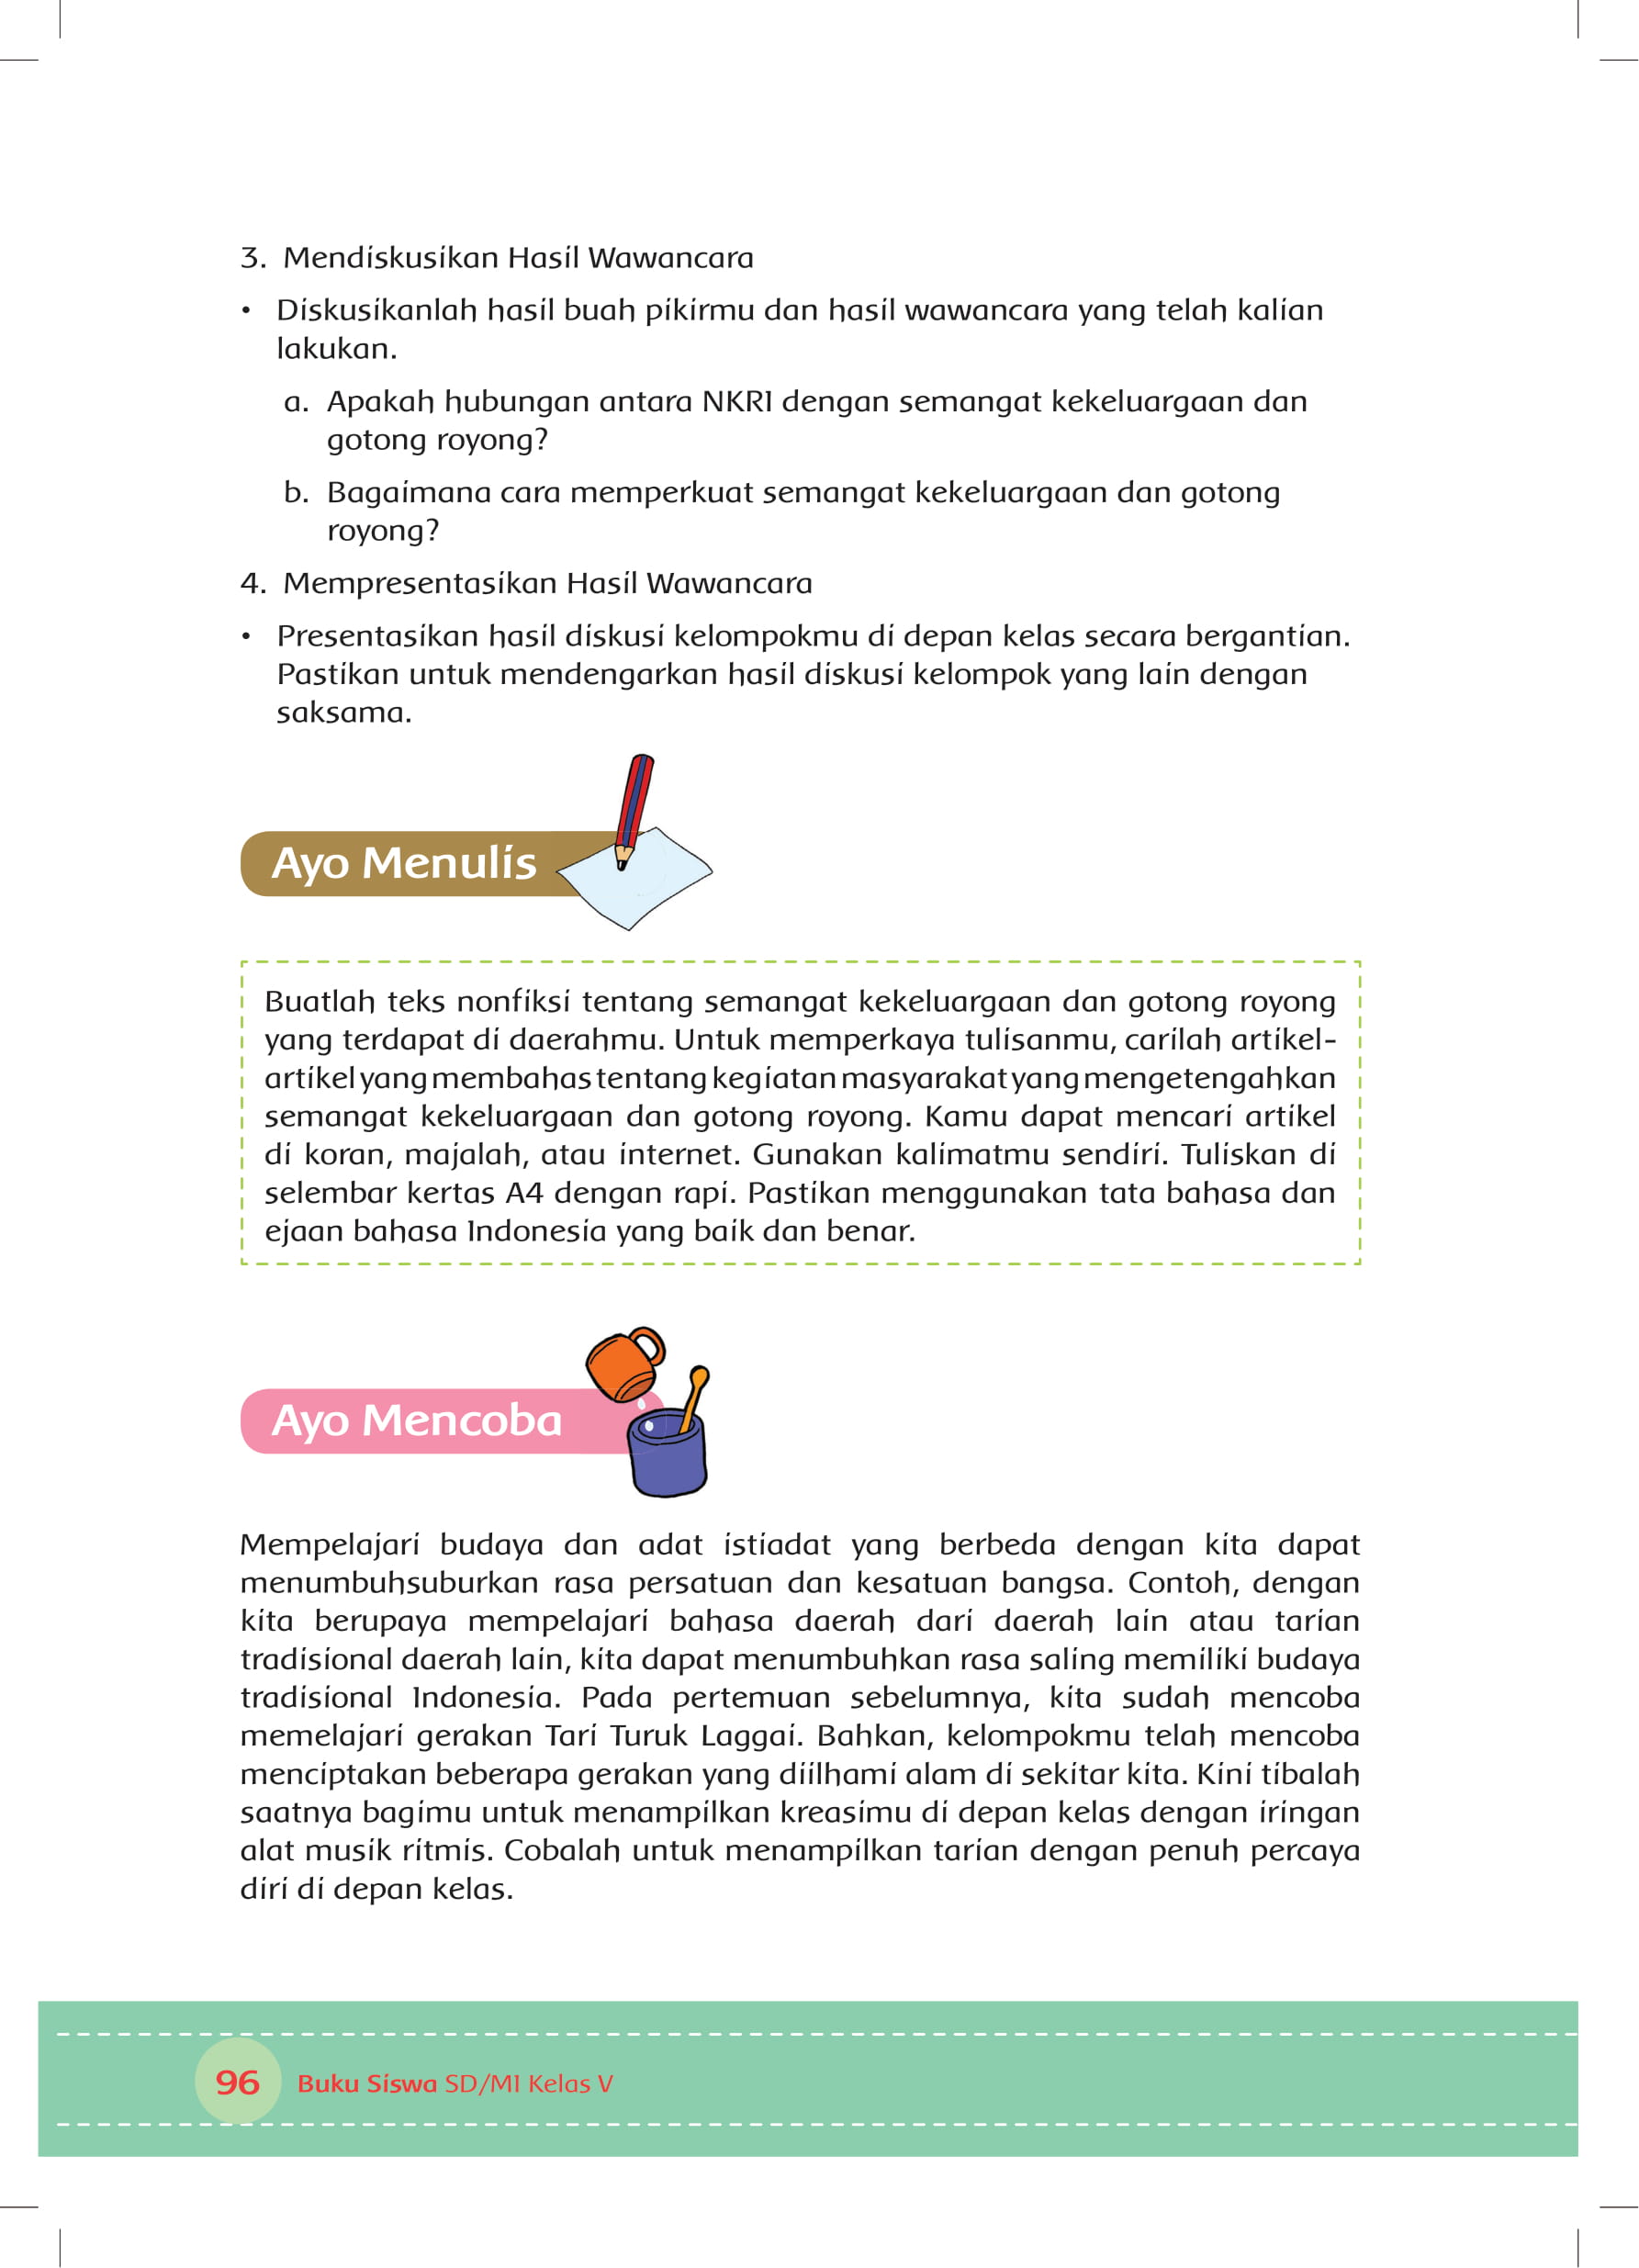 3. Mendiskusikan Hasil Wawancara
• Diskusikanlah hasil buah pikirmu dan hasil wawancara yang telah kalian
lakukan.
a. Apakah hubungan antara NKRI dengan semangat kekeluargaan dan
gotong royong?
b. Bagaimana cara memperkuat semangat kekeluargaan dan gotong
royong?
4. Mempresentasikan Hasil Wawancara
• Presentasikan hasil diskusi kelompokmu di depan kelas secara bergantian.
Pastikan untuk mendengarkan hasil diskusi kelompok yang lain dengan
saksama.
Ayo Menulis
Buatlah teks nonfiksi tentang semangat kekeluargaan dan gotong royong
yang terdapat di daerahmu. Untuk memperkaya tulisanmu, carilah artikel-
artikel yang membahas tentang kegiatan masyarakat yang mengetengahkan
semangat kekeluargaan dan gotong royong. Kamu dapat mencari artikel
di koran, majalah, atau internet. Gunakan kalimatmu sendiri. Tuliskan di
selembar kertas A4 dengan rapi. Pastikan menggunakan tata bahasa dan
ejaan bahasa Indonesia yang baik dan benar.
Ayo Mencoba
Mempelajari budaya dan adat istiadat yang berbeda dengan kita dapat
menumbuhsuburkan rasa persatuan dan kesatuan bangsa. Contoh, dengan
kita berupaya mempelajari bahasa daerah dari daerah lain atau tarian
tradisional daerah lain, kita dapat menumbuhkan rasa saling memiliki budaya
tradisional Indonesia. Pada pertemuan sebelumnya, kita sudah mencoba
memelajari gerakan Tari Turuk Laggai. Bahkan, kelompokmu telah mencoba
menciptakan beberapa gerakan yang diilhami alam di sekitar kita. Kini tibalah
saatnya bagimu untuk menampilkan kreasimu di depan kelas dengan iringan
alat musik ritmis. Cobalah untuk menampilkan tarian dengan penuh percaya
diri di depan kelas.
96 Buku Siswa SD/MI Kelas V